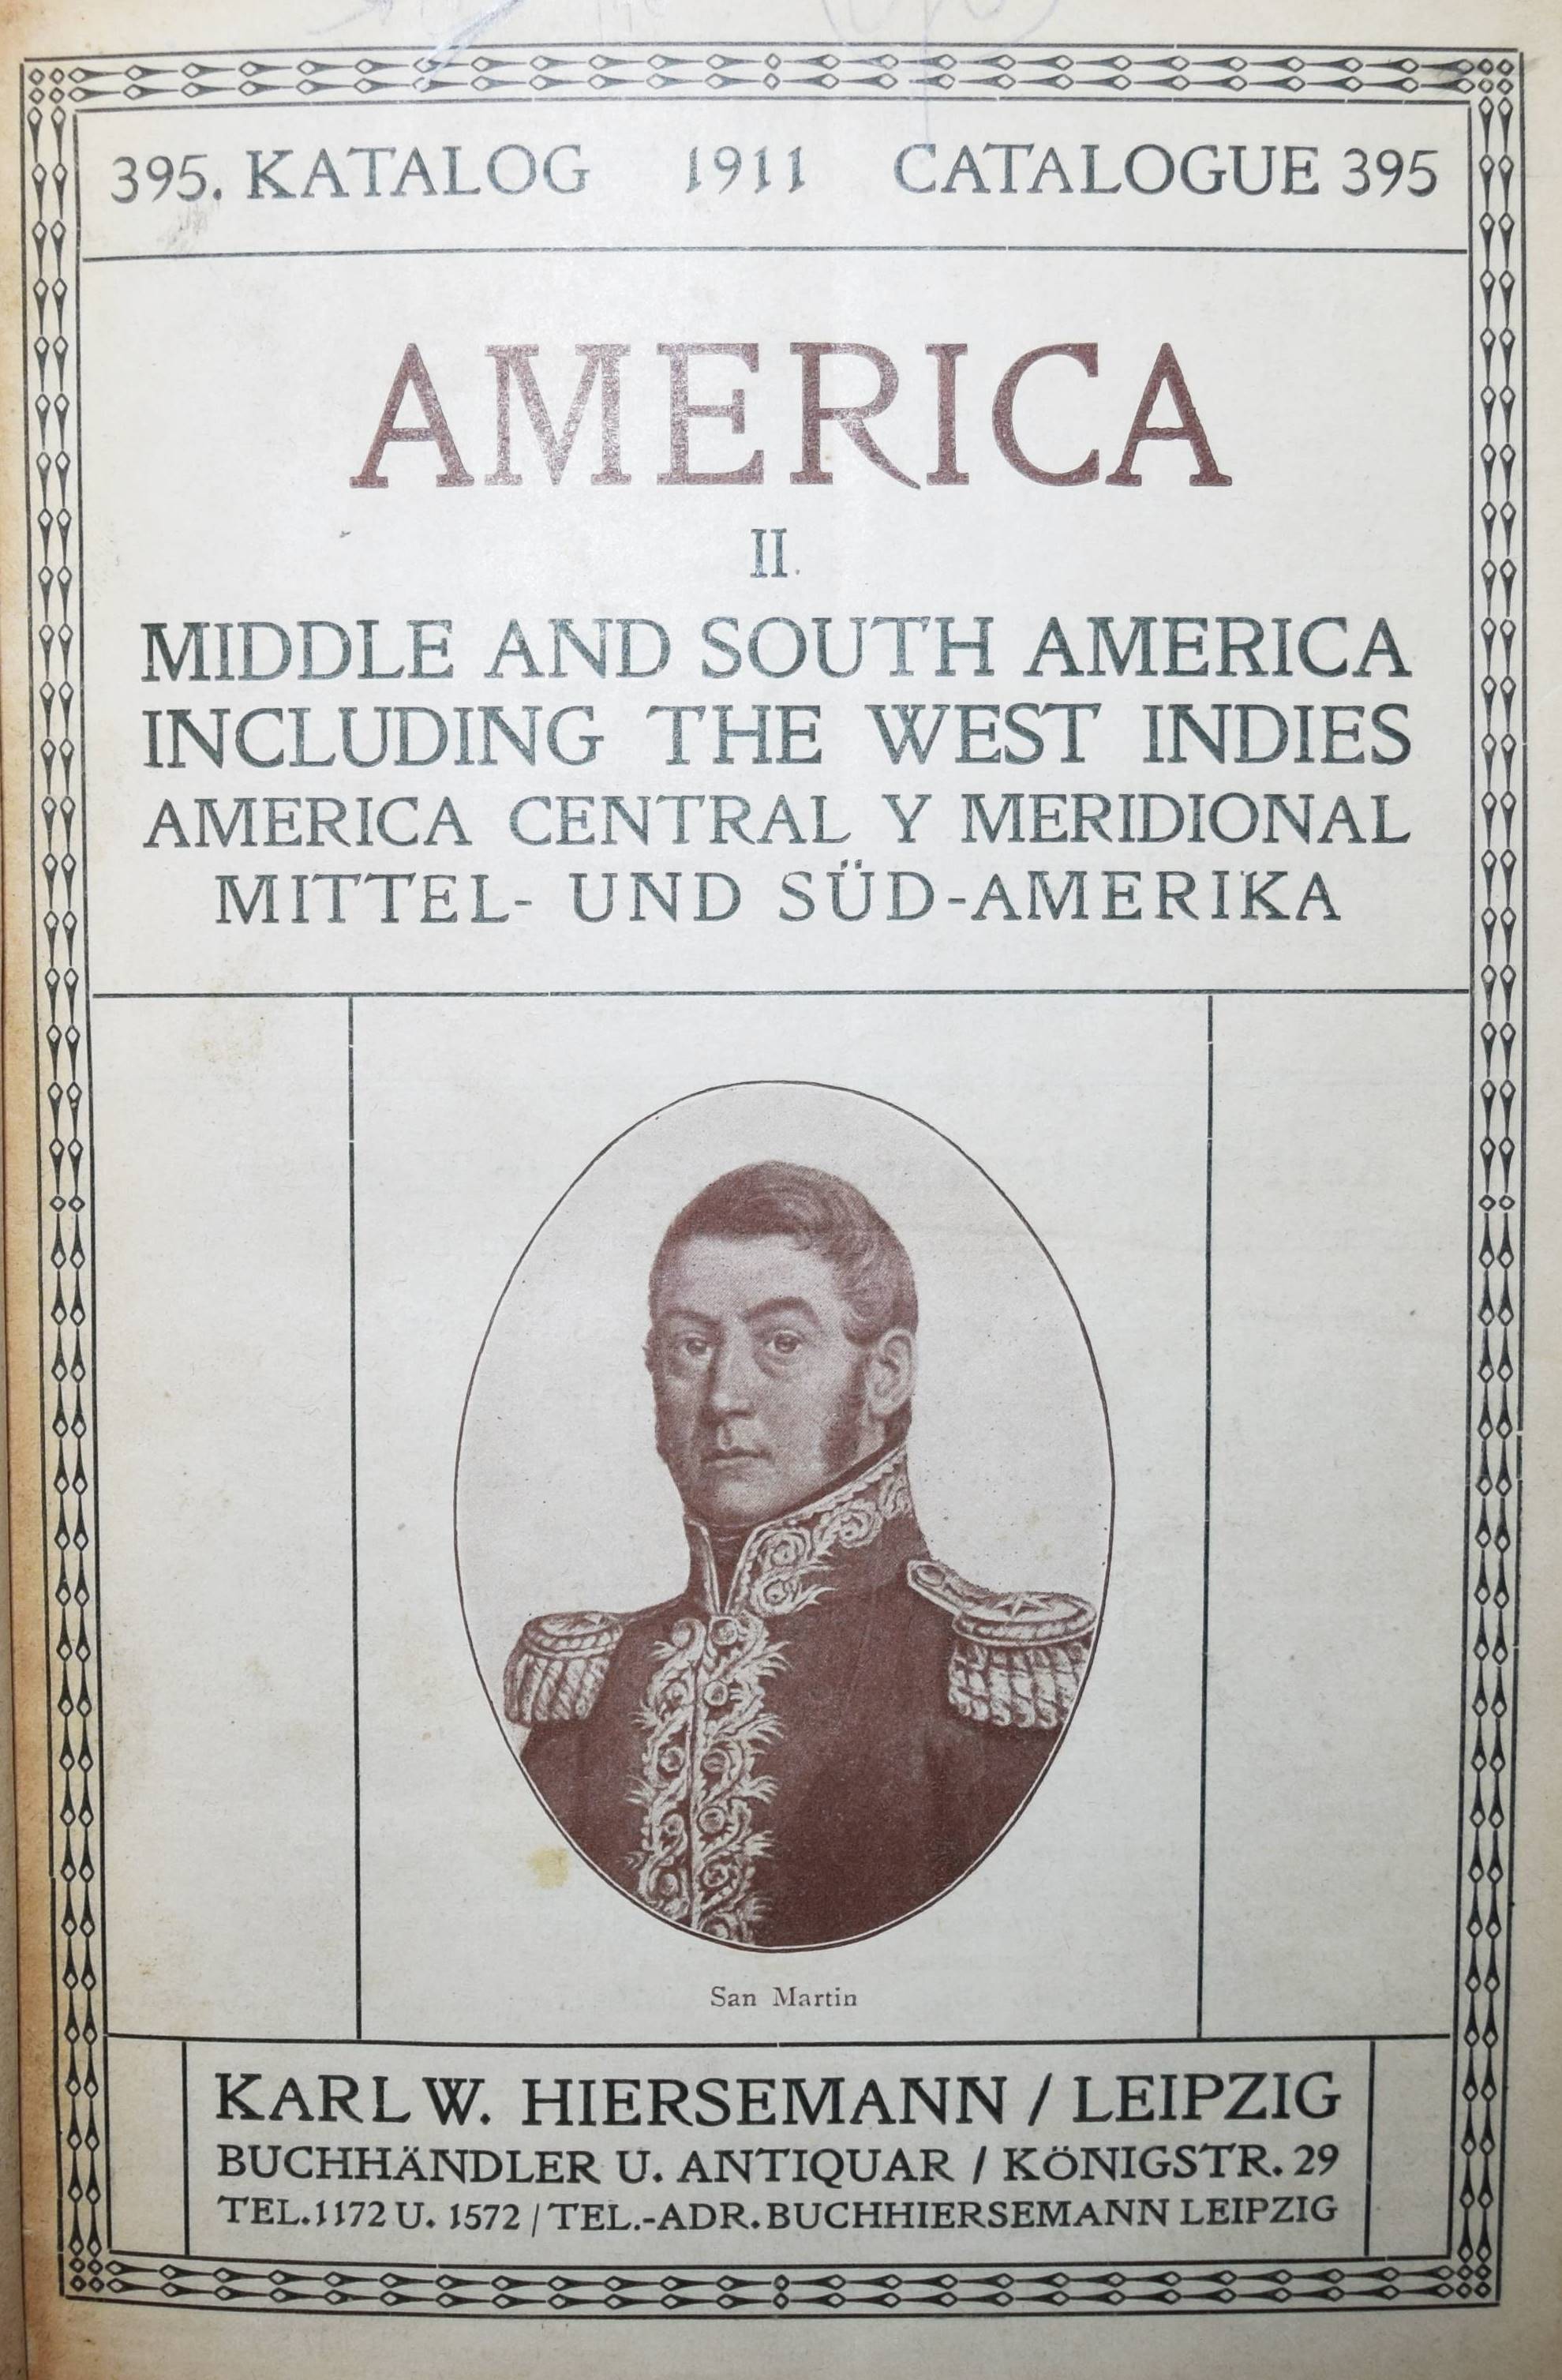 395. KATALOG 1911 CATALOGUE 395
AMERICA
II.
MIDDLE AND SOUTH AMERICA
INCLUDING THE WEST INDIES
AMERICA CENTRAL Y MERIDIONAL
MITTEL- UND SÜD-AMERIKA
San Martin
KARL W. HIERSEMANN / LEIPZIG
BUCHHÄNDLER U. ANTIQUAR / KÖNIGSTR. 29
TEL. 1172 U. 1572 / TEL.-ADR. BUCHHIERSEMANN LEIPZIG